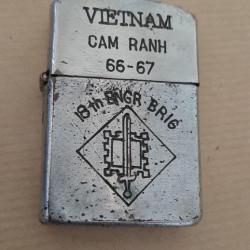 VIETNAM
CAM RANH
66-67
18th ENGR BRIG